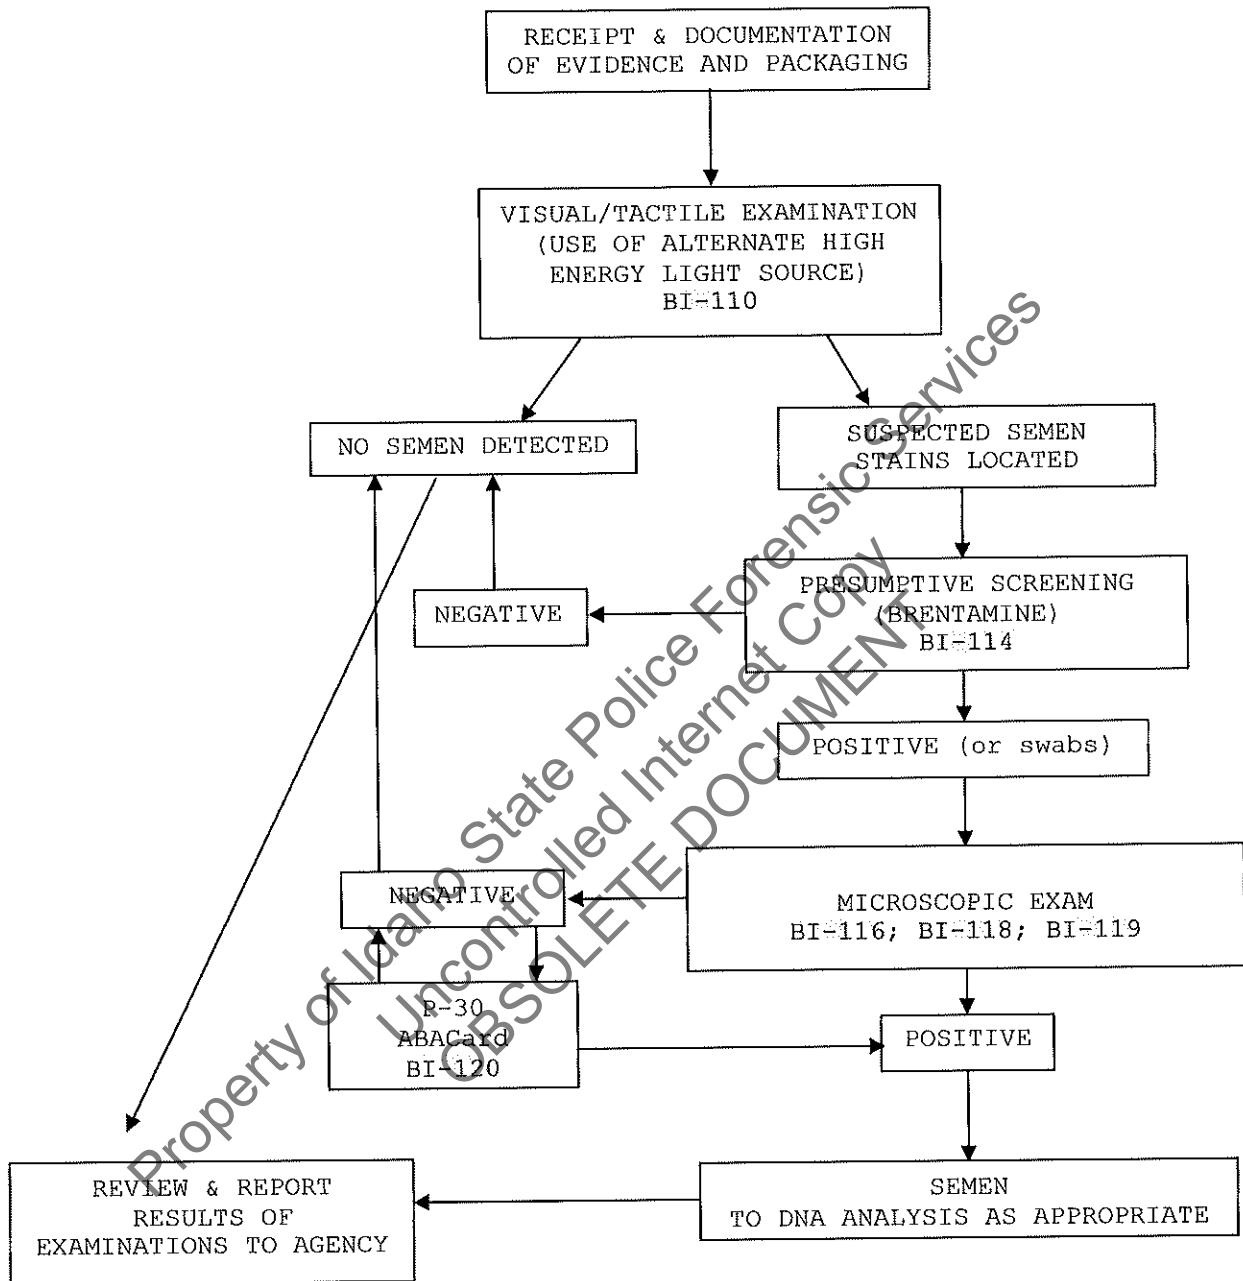 RECEIPT & DOCUMENTATION
OF EVIDENCE AND PACKAGING
VISUAL/TACTILE EXAMINATION
(USE OF ALTERNATE HIGH
ENERGY LIGHT SOURCE)
BI-110
NO SEMEN DETECTED
SUSPECTED SEMEN
STAINS LOCATED
NEGATIVE
PRESUMPTIVE SCREENING
(BRENTAMINE)
BI-114
POSITIVE (or swabs)
NEGATIVE
MICROSCOPIC EXAM
BI-116; BI-118; BI-119
P-30
ABACard
BI-120
POSITIVE
REVIEW & REPORT
RESULTS OF
EXAMINATIONS TO AGENCY
SEMEN
TO DNA ANALYSIS AS APPROPRIATE
Property of Idaho State Police Forensic Services
Uncontrolled Internet Copy
OBSOLETE DOCUMENT